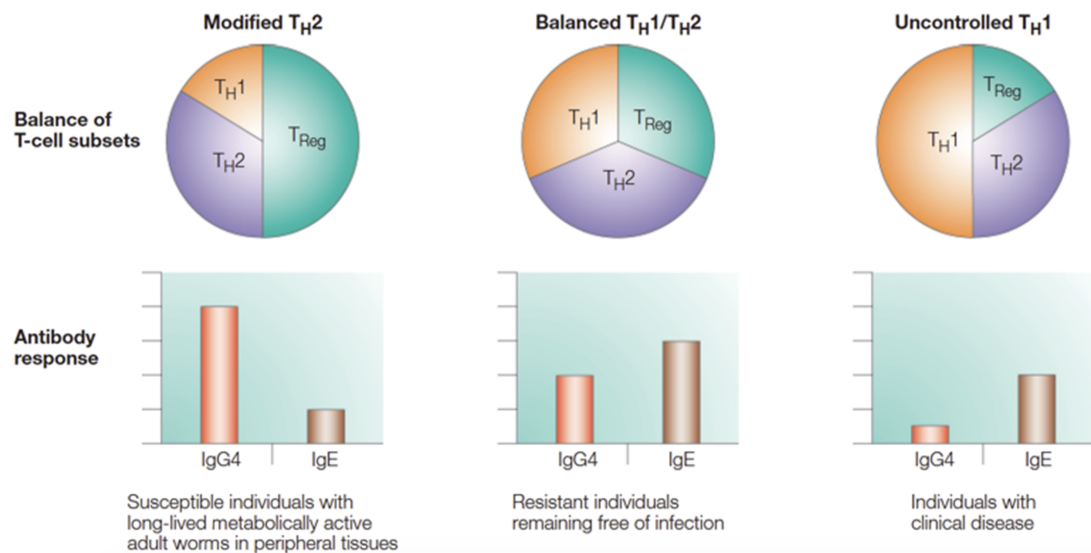 Modified TH2
Balanced TH1/TH2
Uncontrolled TH1
Balance of
T-cell subsets
TH1
TReg
TH2
TH1
TReg
TH2
TReg
TH1
TH2
Antibody
response
IgG4
IgE
IgG4
IgE
IgG4
IgE
Susceptible individuals with
long-lived metabolically active
adult worms in peripheral tissues
Resistant individuals
remaining free of infection
Individuals with
clinical disease